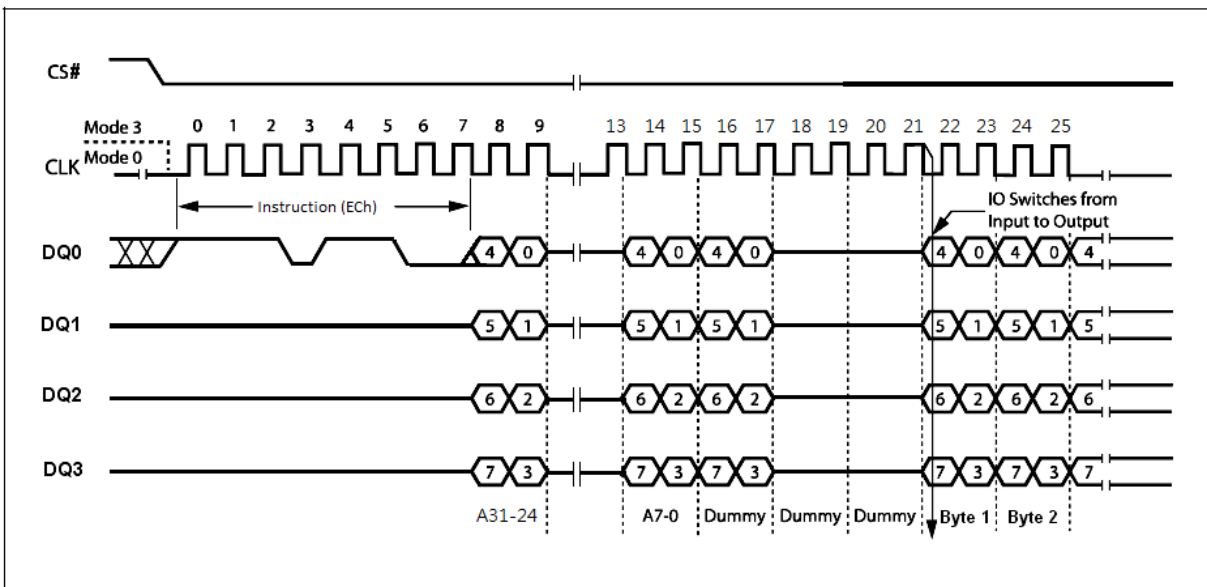 CS#
Mode 3
0 1 2 3 4 5 6 7 8 9 13 14 15 16 17 18 19 20 21 22 23 24 25
CLK
Mode 0
Instruction (ECh)
IO Switches from
Input to Output
DQ0 4 0 4 0 4 0 4 0 4 0 4
DQ1 5 1 5 1 5 1 5 1 5 1 5
DQ2 6 2 6 2 6 2 6 2 6 2 6
DQ3 7 3 7 3 7 3 7 3 7 3 7
A31-24 A7-0 Dummy Dummy Dummy Byte 1 Byte 2